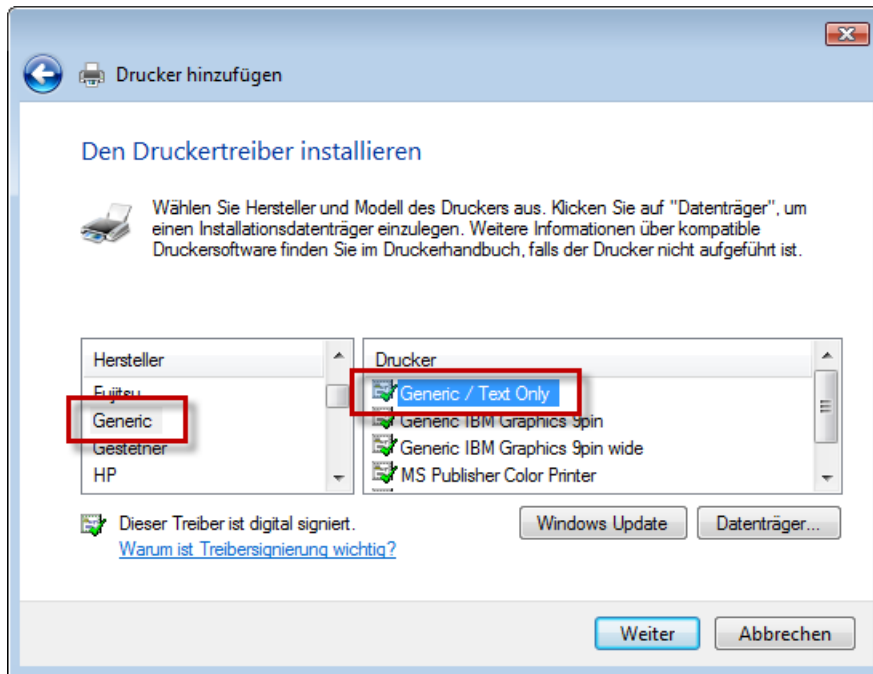 Drucker hinzufügen
Den Druckertreiber installieren
Wählen Sie Hersteller und Modell des Druckers aus. Klicken Sie auf "Datenträger", um
einen Installationsdatenträger einzulegen. Weitere Informationen über kompatible
Druckersoftware finden Sie im Druckerhandbuch, falls der Drucker nicht aufgeführt ist.
Hersteller
Fujitsu
Generic
Gestetner
HP
Drucker
Generic / Text Only
Generic IBM Graphics 9pin
Generic IBM Graphics 9pin wide
MS Publisher Color Printer
Dieser Treiber ist digital signiert.
Warum ist Treibersignierung wichtig?
Windows Update
Datenträger...
Weiter
Abbrechen